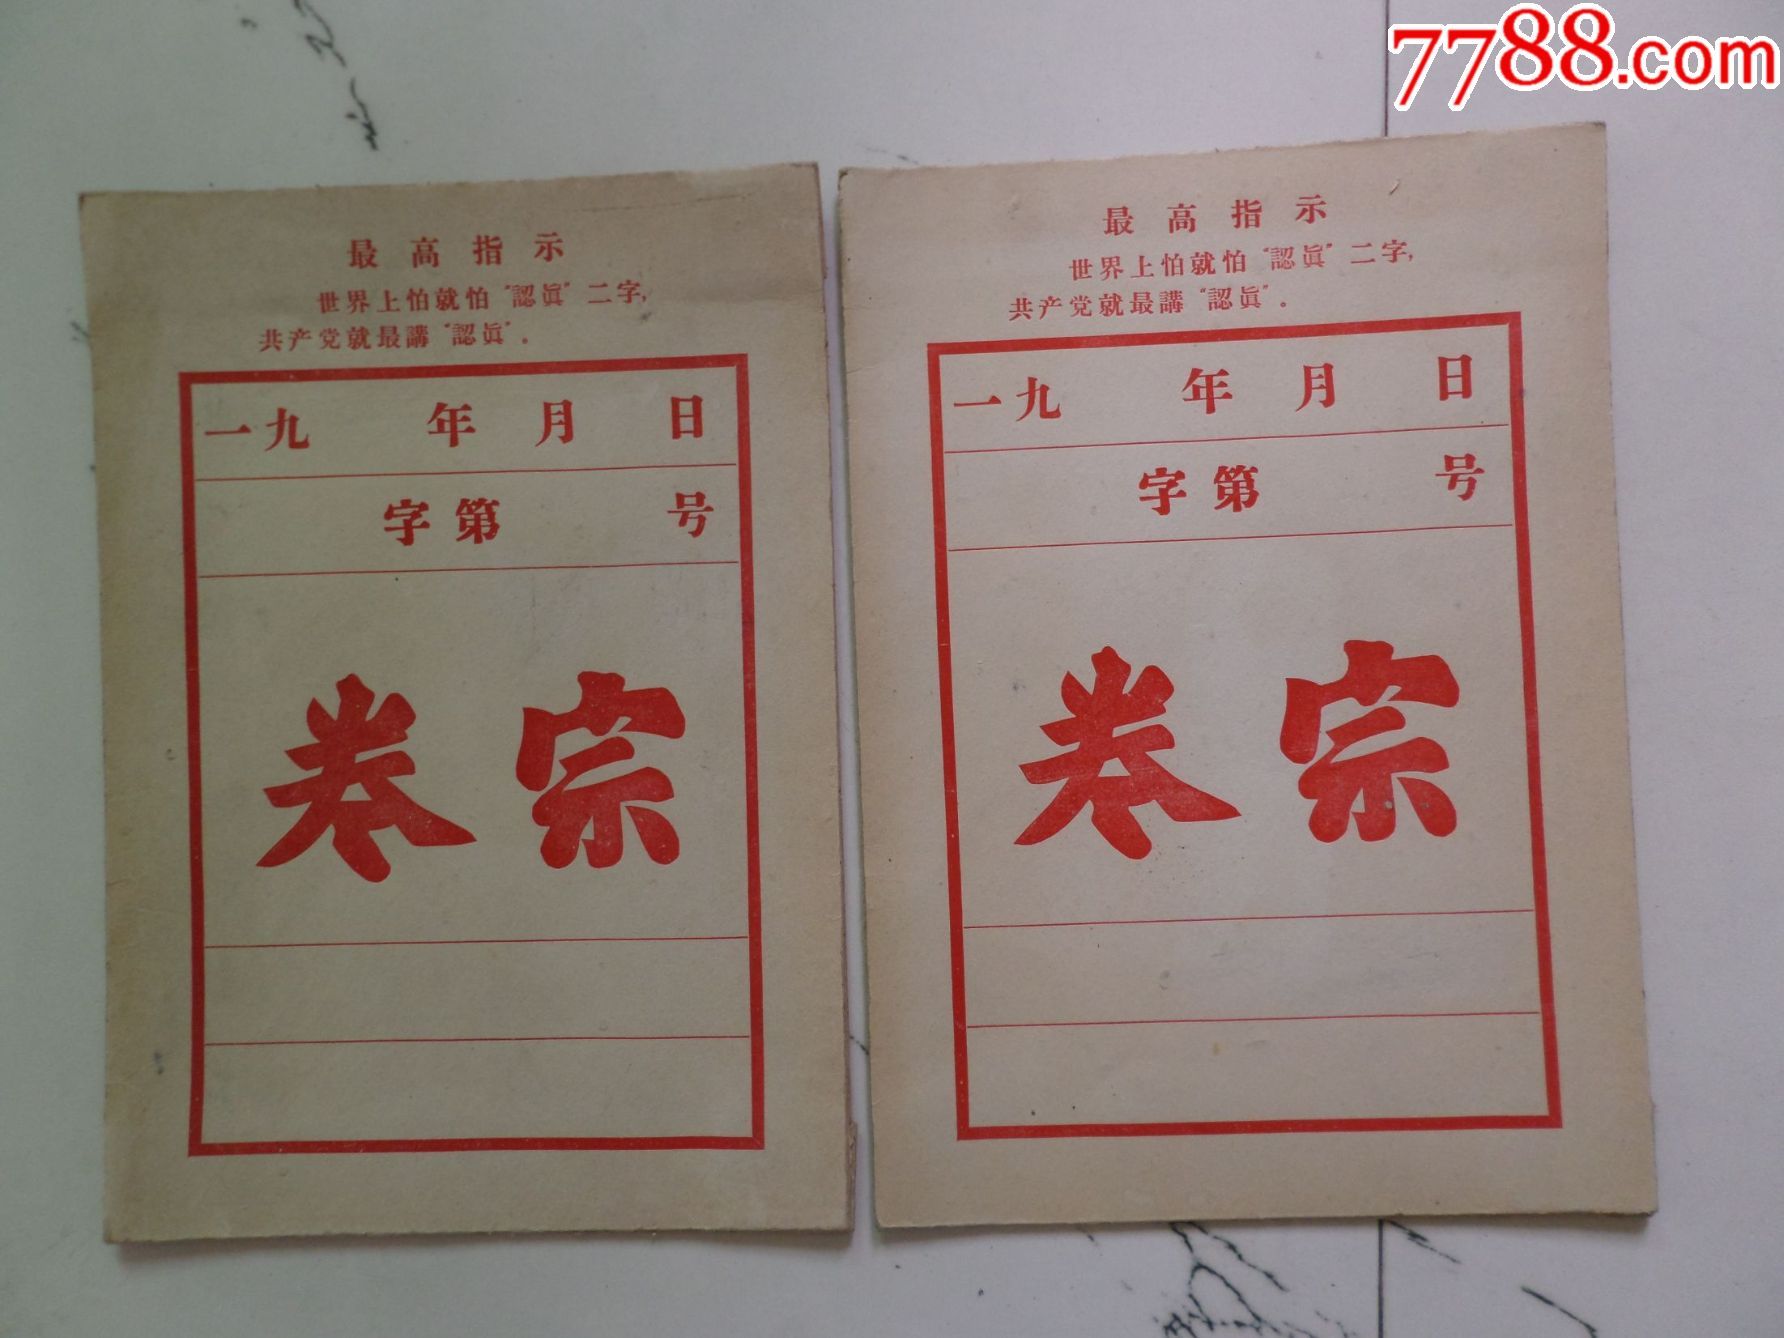 7788.com
最高指示
世界上怕就怕“認眞”二字，
共产党就最講“認眞”．
一九 年 月 日
字第 号
卷宗
最高指示
世界上怕就怕“認眞”二字，
共产党就最講“認眞”．
一九 年 月 日
字第 号
卷宗